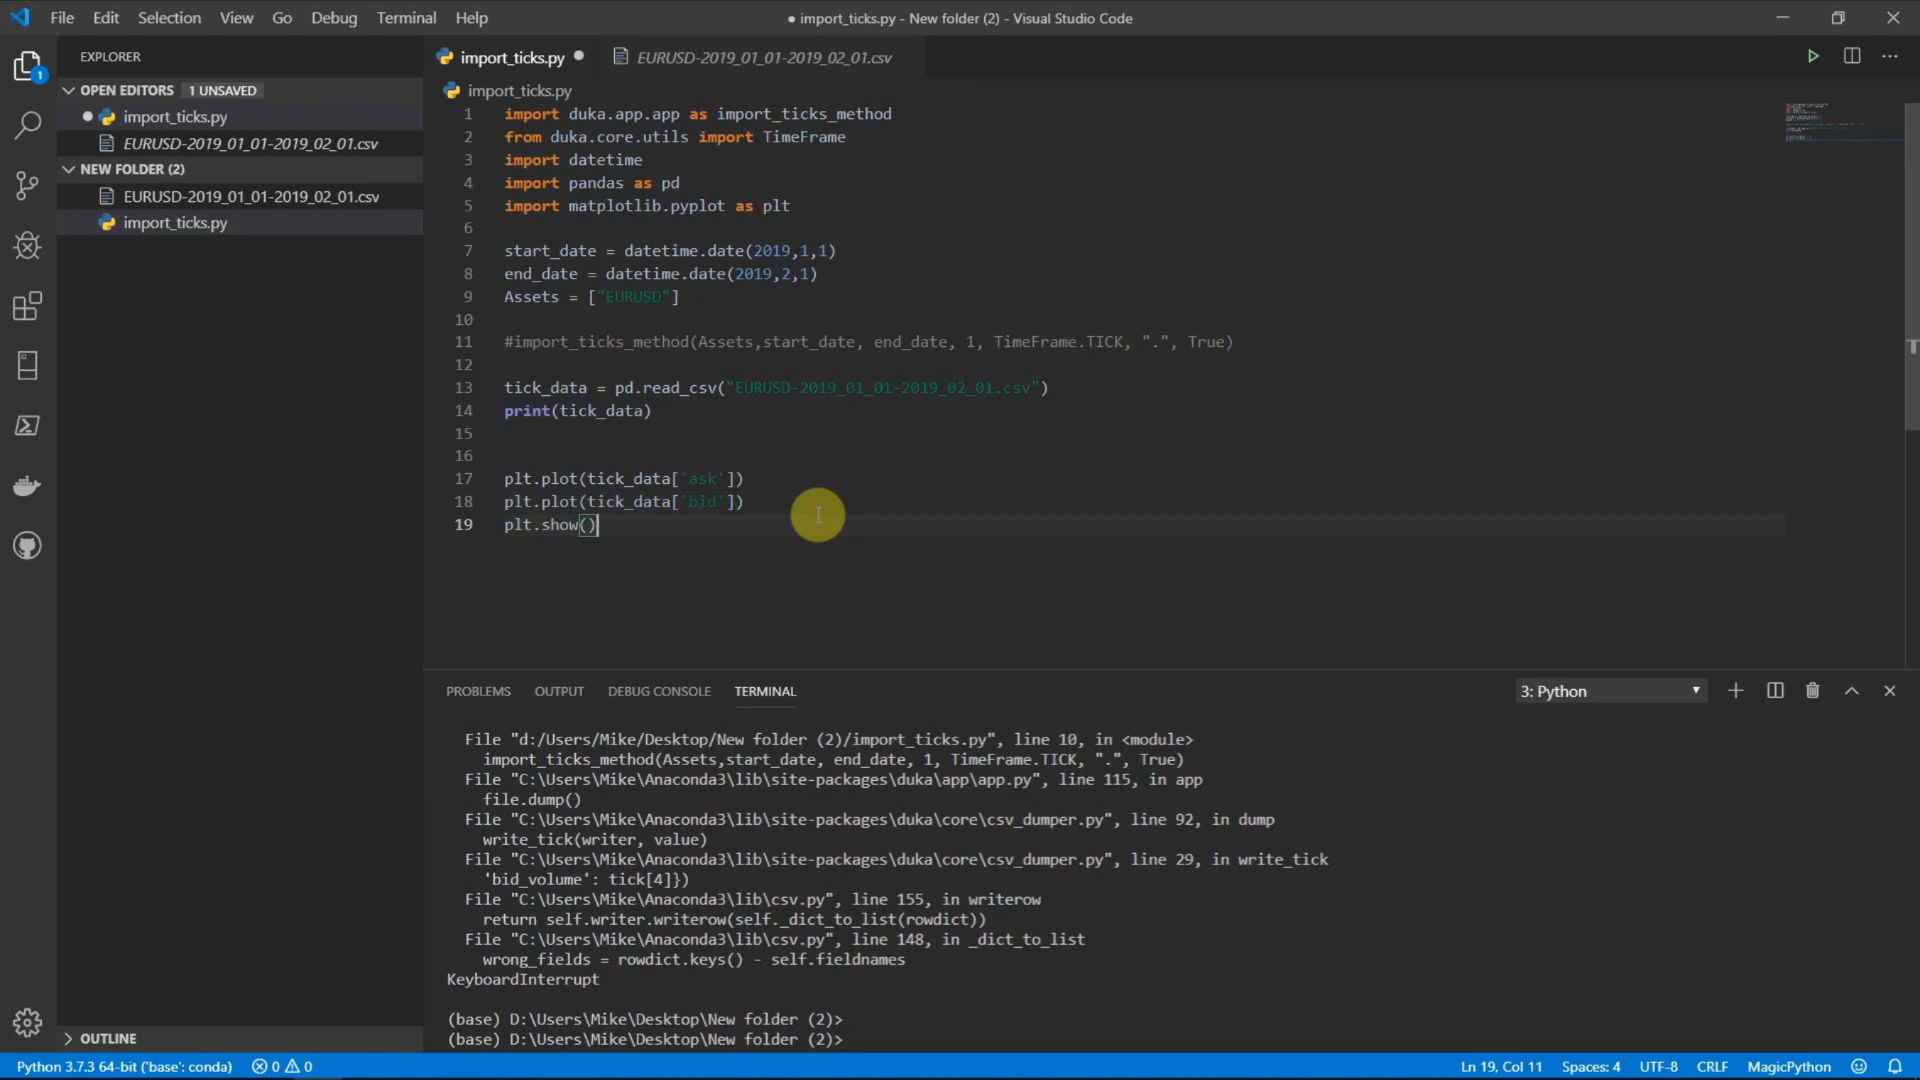 File Edit Selection View Go Debug Terminal Help
● import_ticks.py - New folder (2) - Visual Studio Code
EXPLORER
OPEN EDITORS 1 UNSAVED
import_ticks.py
EURUSD-2019_01_01-2019_02_01.csv
NEW FOLDER (2)
EURUSD-2019_01_01-2019_02_01.csv
import_ticks.py
OUTLINE
1
import_ticks.py
EURUSD-2019_01_01-2019_02_01.csv
import_ticks.py
1 import duka.app.app as import_ticks_method
2 from duka.core.utils import TimeFrame
3 import datetime
4 import pandas as pd
5 import matplotlib.pyplot as plt
6
7 start_date = datetime.date(2019,1,1)
8 end_date = datetime.date(2019,2,1)
9 Assets = ["EURUSD"]
10
11 #import_ticks_method(Assets,start_date, end_date, 1, TimeFrame.TICK, ".", True)
12
13 tick_data = pd.read_csv("EURUSD-2019_01_01-2019_02_01.csv")
14 print(tick_data)
15
16
17 plt.plot(tick_data['ask'])
18 plt.plot(tick_data['bid'])
19 plt.show()
PROBLEMS OUTPUT DEBUG CONSOLE TERMINAL
3: Python
File "d:/Users/Mike/Desktop/New folder (2)/import_ticks.py", line 10, in <module>
import_ticks_method(Assets,start_date, end_date, 1, TimeFrame.TICK, ".", True)
File "C:\Users\Mike\Anaconda3\lib\site-packages\duka\app\app.py", line 115, in app
file.dump()
File "C:\Users\Mike\Anaconda3\lib\site-packages\duka\core\csv_dumper.py", line 92, in dump
write_tick(writer, value)
File "C:\Users\Mike\Anaconda3\lib\site-packages\duka\core\csv_dumper.py", line 29, in write_tick
'bid_volume': tick[4]})
File "C:\Users\Mike\Anaconda3\lib\csv.py", line 155, in writerow
return self.writer.writerow(self._dict_to_list(rowdict))
File "C:\Users\Mike\Anaconda3\lib\csv.py", line 148, in _dict_to_list
wrong_fields = rowdict.keys() - self.fieldnames
KeyboardInterrupt
(base) D:\Users\Mike\Desktop\New folder (2)>
(base) D:\Users\Mike\Desktop\New folder (2)>
Python 3.7.3 64-bit ('base': conda) 0 0
Ln 19, Col 11 Spaces: 4 UTF-8 CRLF MagicPython